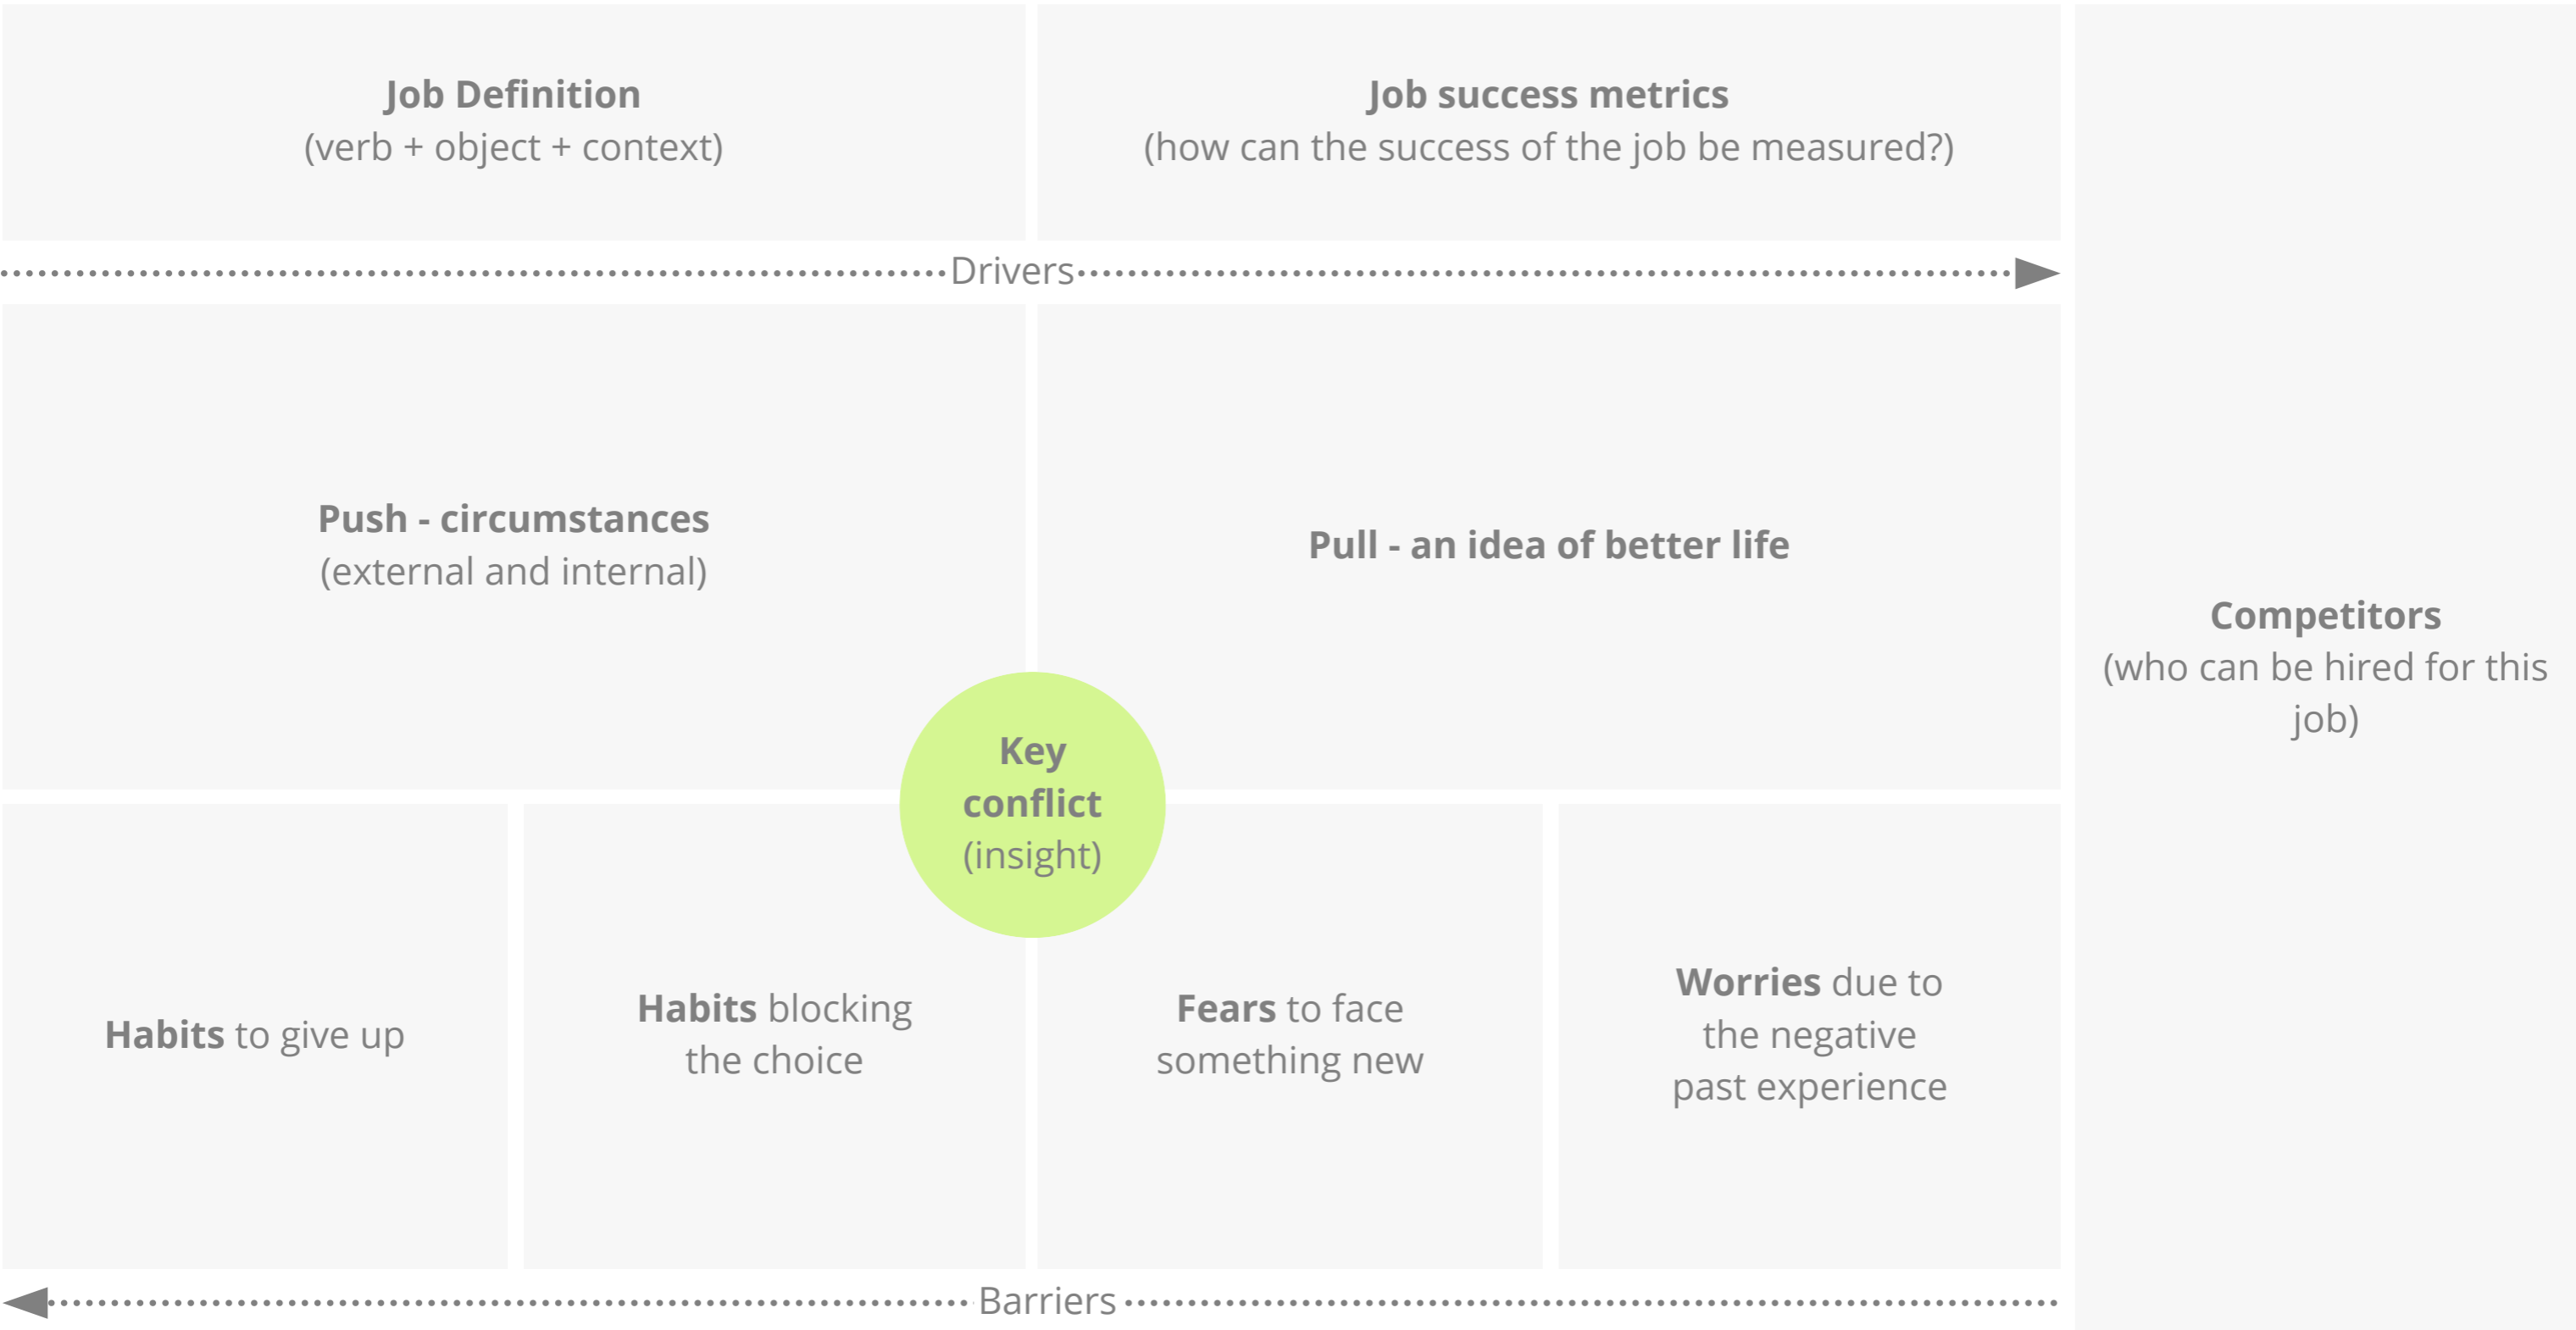 Job Definition
(verb + object + context)
Job success metrics
(how can the success of the job be measured?)
Drivers
Push - circumstances
(external and internal)
Pull - an idea of better life
Key
conflict
(insight)
Habits to give up
Habits blocking
the choice
Fears to face
something new
Worries due to
the negative
past experience
Barriers
Competitors
(who can be hired for this
job)